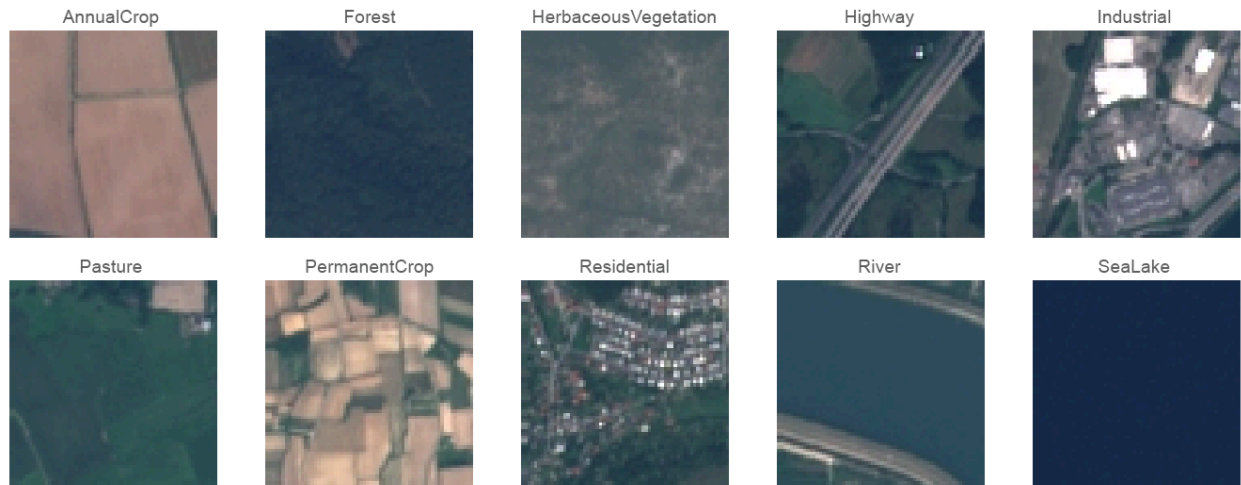 AnnualCrop
Forest
HerbaceousVegetation
Highway
Industrial
Pasture
PermanentCrop
Residential
River
SeaLake